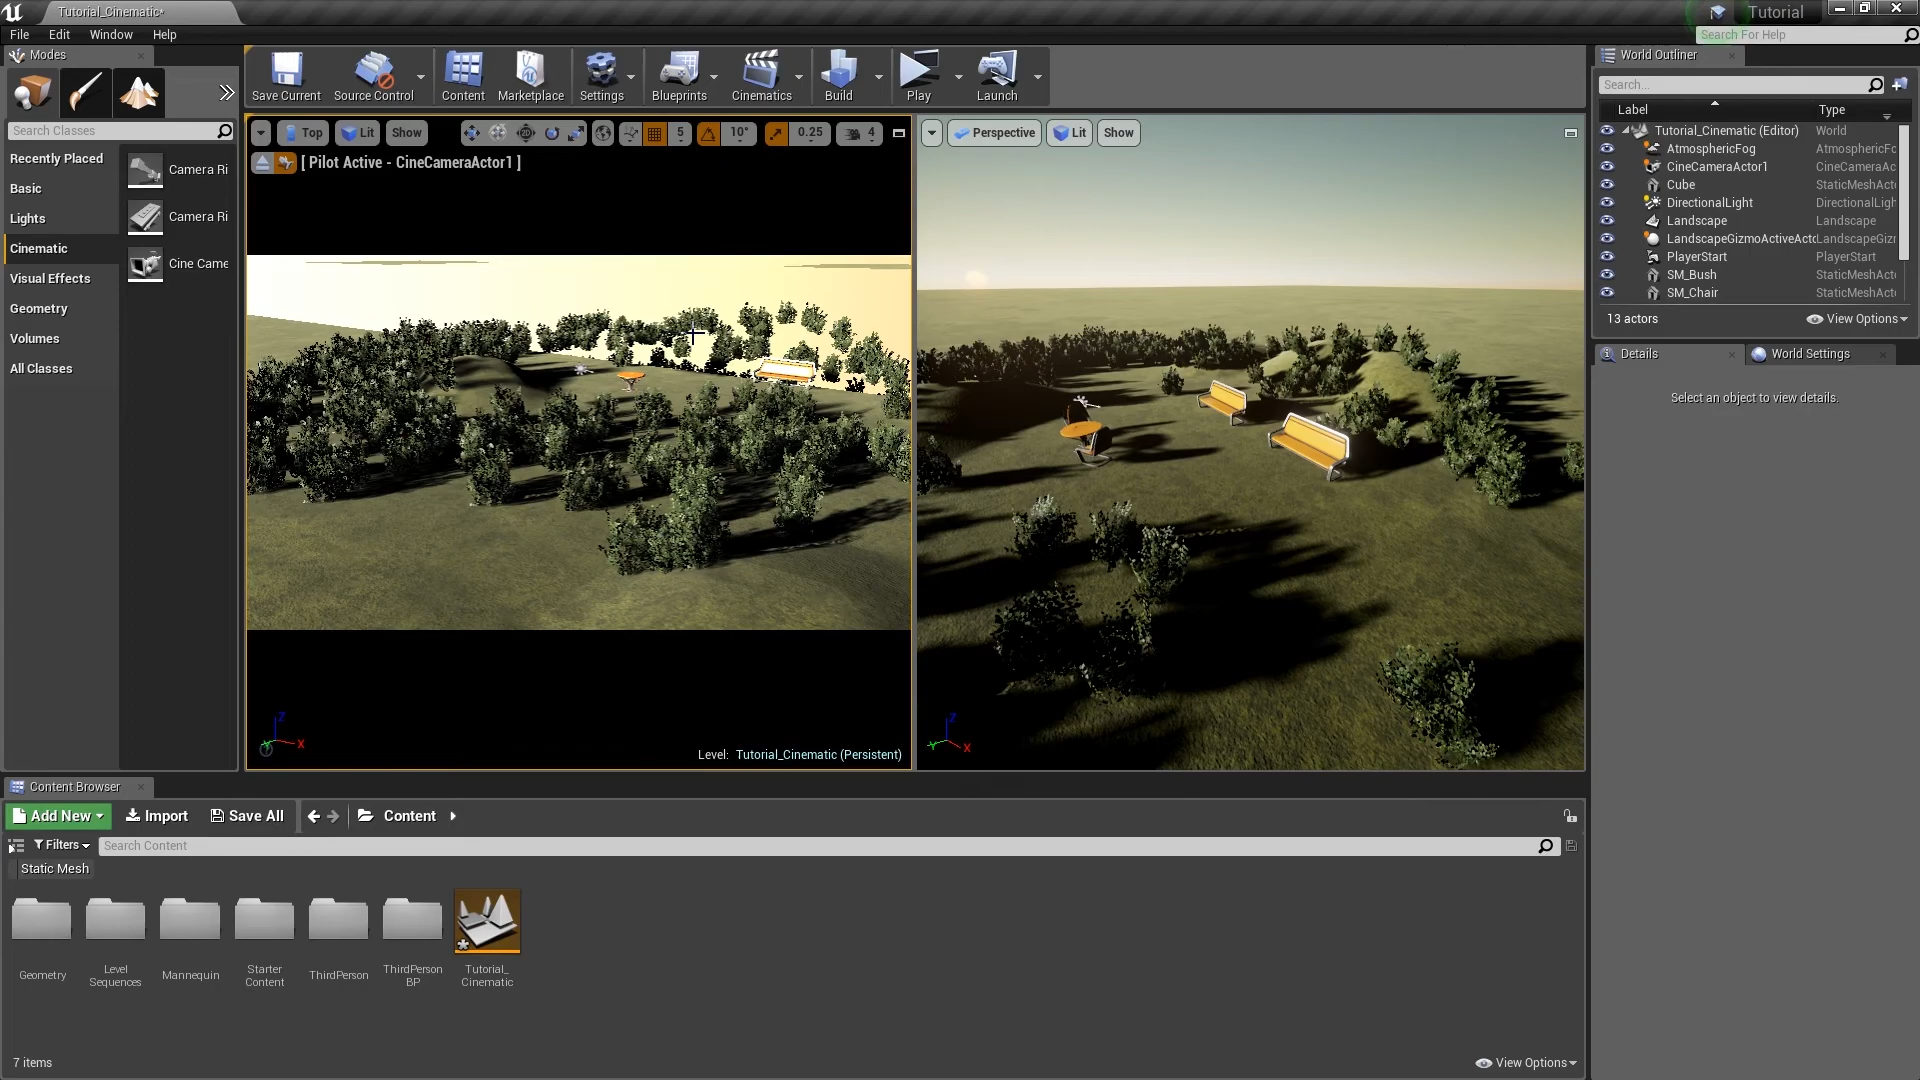 Tutorial_Cinematic*
Tutorial
File Edit Window Help
Search For Help
Modes
Search Classes
Recently Placed
Basic
Lights
Cinematic
Visual Effects
Geometry
Volumes
All Classes
Camera Ri
Camera Ri
Cine Came
Save Current Source Control Content Marketplace Settings Blueprints Cinematics Build Play Launch
Top Lit Show 5 10° 0.25 4
[ Pilot Active - CineCameraActor1 ]
Z
X
Level: Tutorial_Cinematic (Persistent)
Perspective Lit Show
Z
Y X
World Outliner
Search...
Label Type
Tutorial_Cinematic (Editor) World
AtmosphericFog AtmosphericFo
CineCameraActor1 CineCameraAc
Cube StaticMeshActo
DirectionalLight DirectionalLigh
Landscape Landscape
LandscapeGizmoActiveActo LandscapeGizr
PlayerStart PlayerStart
SM_Bush StaticMeshActo
SM_Chair StaticMeshActo
13 actors View Options
Details World Settings
Select an object to view details.
Content Browser
Add New Import Save All Content
Filters Search Content
Static Mesh
Geometry
Level
Sequences
Mannequin
Starter
Content
ThirdPerson
ThirdPerson
BP
Tutorial_
Cinematic
7 items View Options